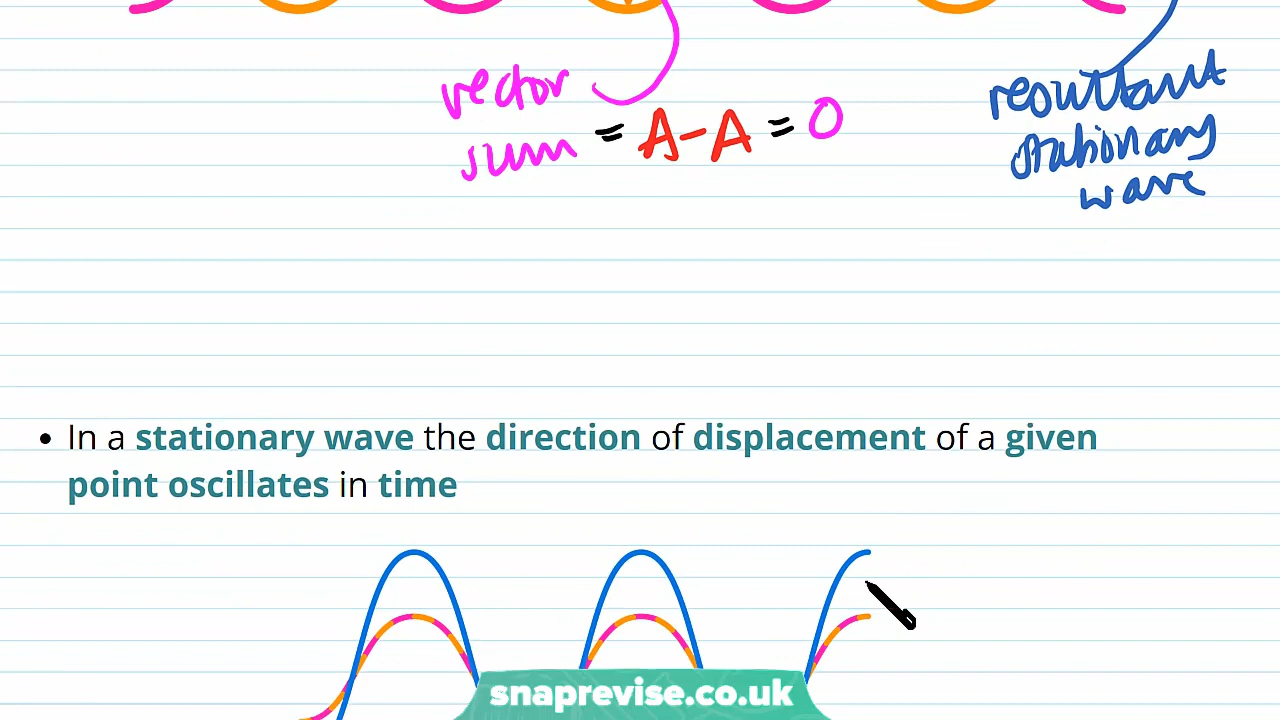 vector
sum = A-A = 0
resultant
stationary
wave
• In a stationary wave the direction of displacement of a given
point oscillates in time
snaprevise.co.uk